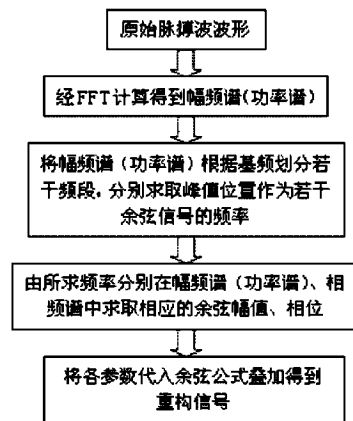 原始脉搏波波形
经FFT计算得到幅频谱(功率谱)
将幅频谱（功率谱）根据基频划分若
干频段，分别求取峰值位置作为若干
余弦信号的频率
由所求频率分别在幅频谱（功率谱）、相
频谱中求取相应的余弦幅值、相位
将各参数代入余弦公式叠加得到
重构信号